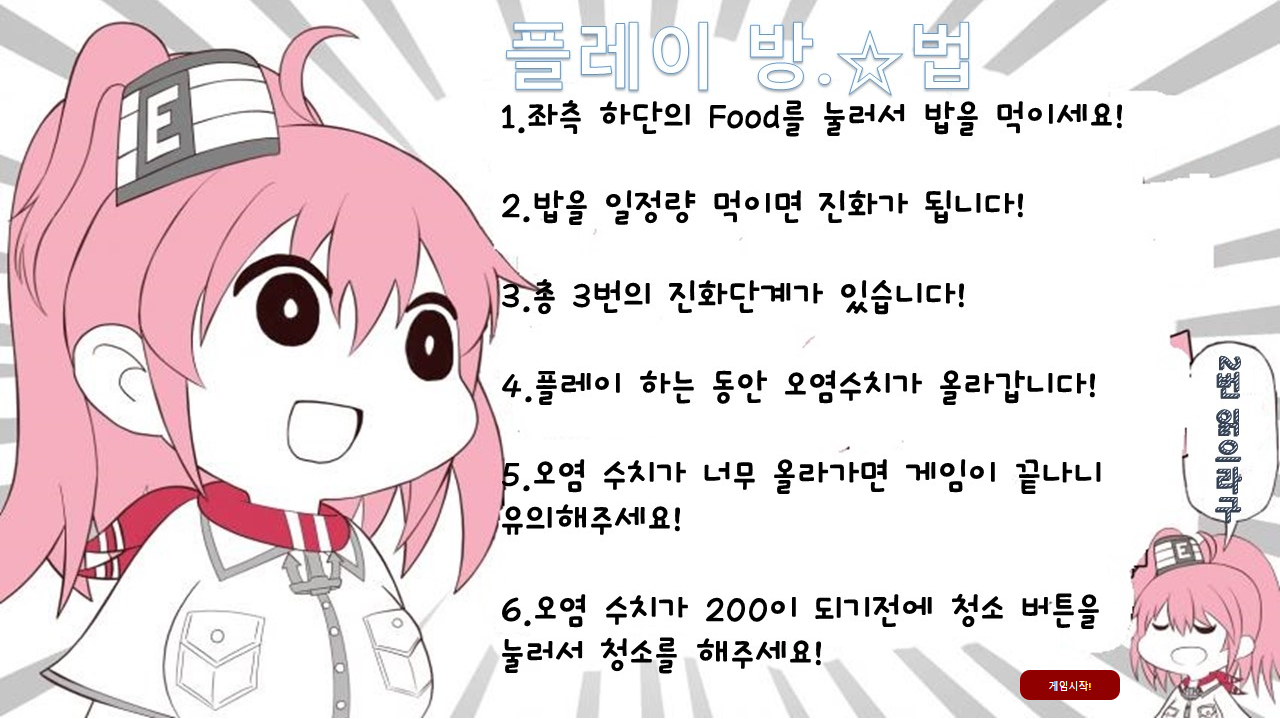 플레이 방.☆법
1.좌측 하단의 Food를 눌러서 밥을 먹이세요!
2.밥을 일정량 먹이면 진화가 됩니다!
3.총 3번의 진화단계가 있습니다!
4.플레이 하는 동안 오염수치가 올라갑니다!
5.오염 수치가 너무 올라가면 게임이 끝나니
유의해주세요!
6.오염 수치가 200이 되기전에 청소 버튼을
눌러서 청소를 해주세요!
E
2번 읽으라구
E
게임시작!